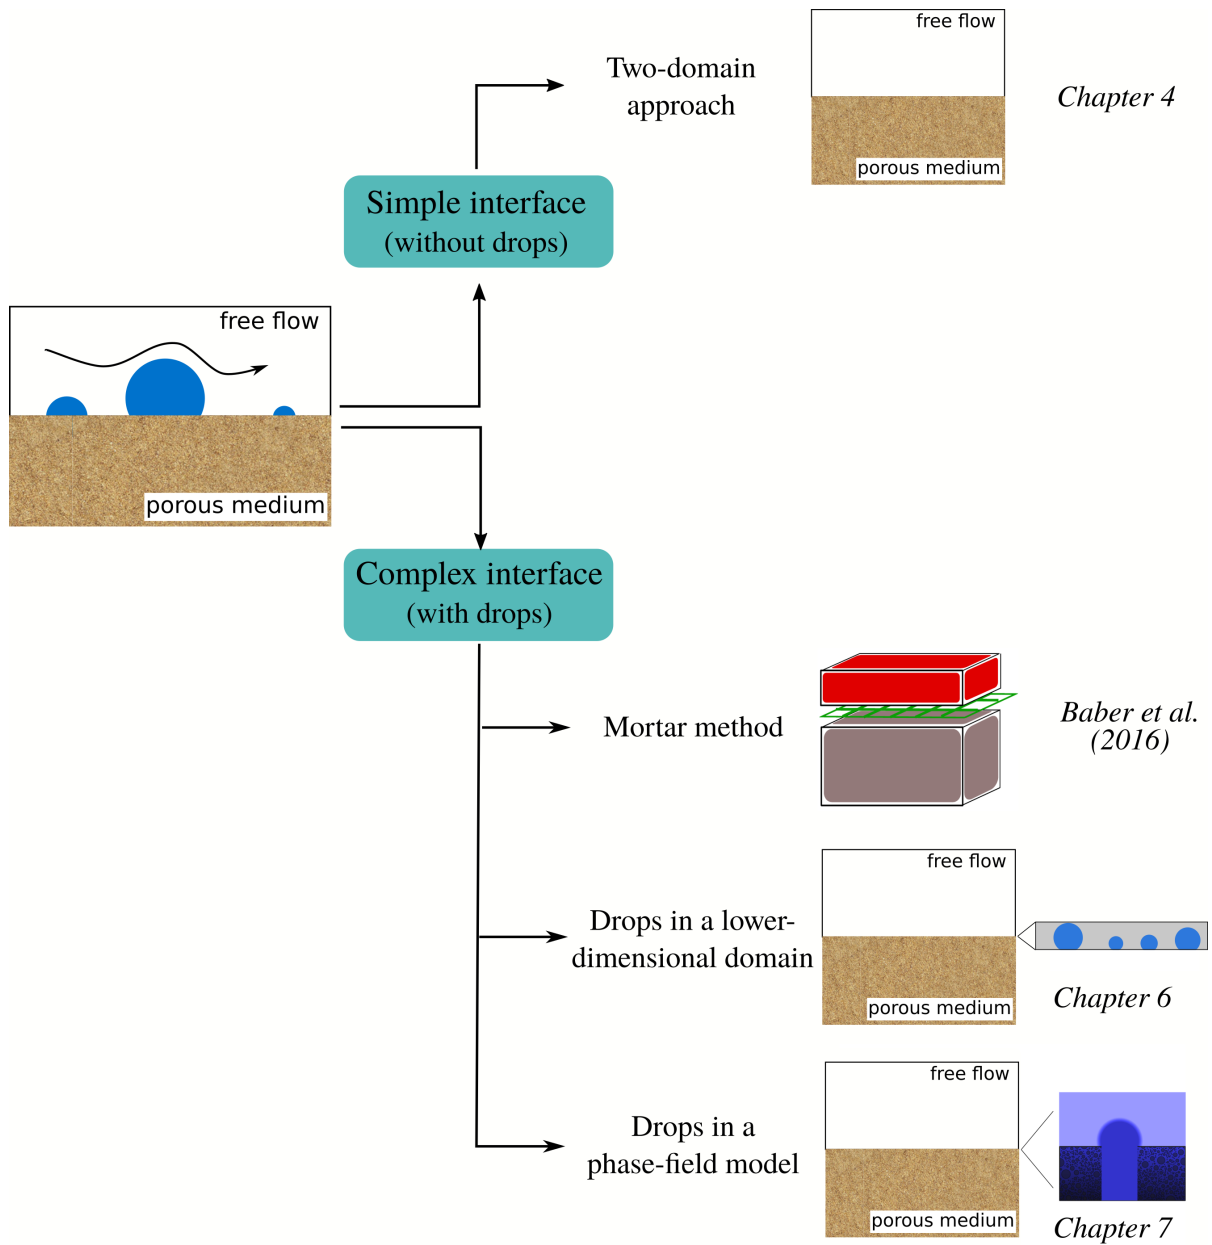 free flow
Two-domain
approach
Chapter 4
porous medium
Simple interface
(without drops)
free flow
porous medium
Complex interface
(with drops)
Mortar method
Baber et al.
(2016)
free flow
Drops in a lower-
dimensional domain
porous medium
Chapter 6
free flow
Drops in a
phase-field model
porous medium
Chapter 7